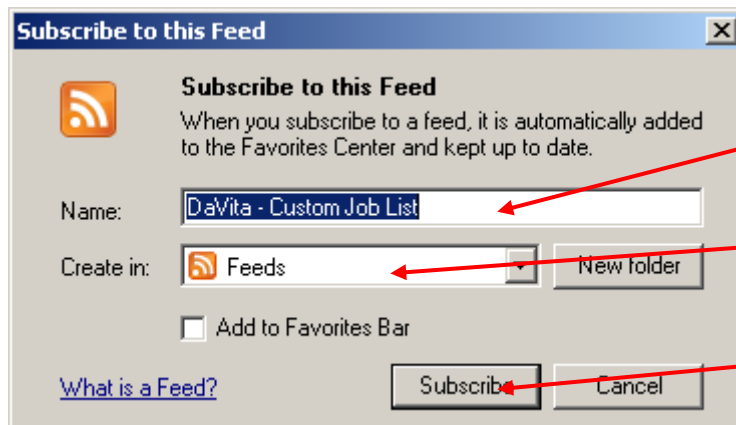 Subscribe to this Feed
Subscribe to this Feed
When you subscribe to a feed, it is automatically added
to the Favorites Center and kept up to date.
Name: DaVita - Custom Job List
Create in: Feeds New folder
Add to Favorites Bar
What is a Feed? Subscribe Cancel